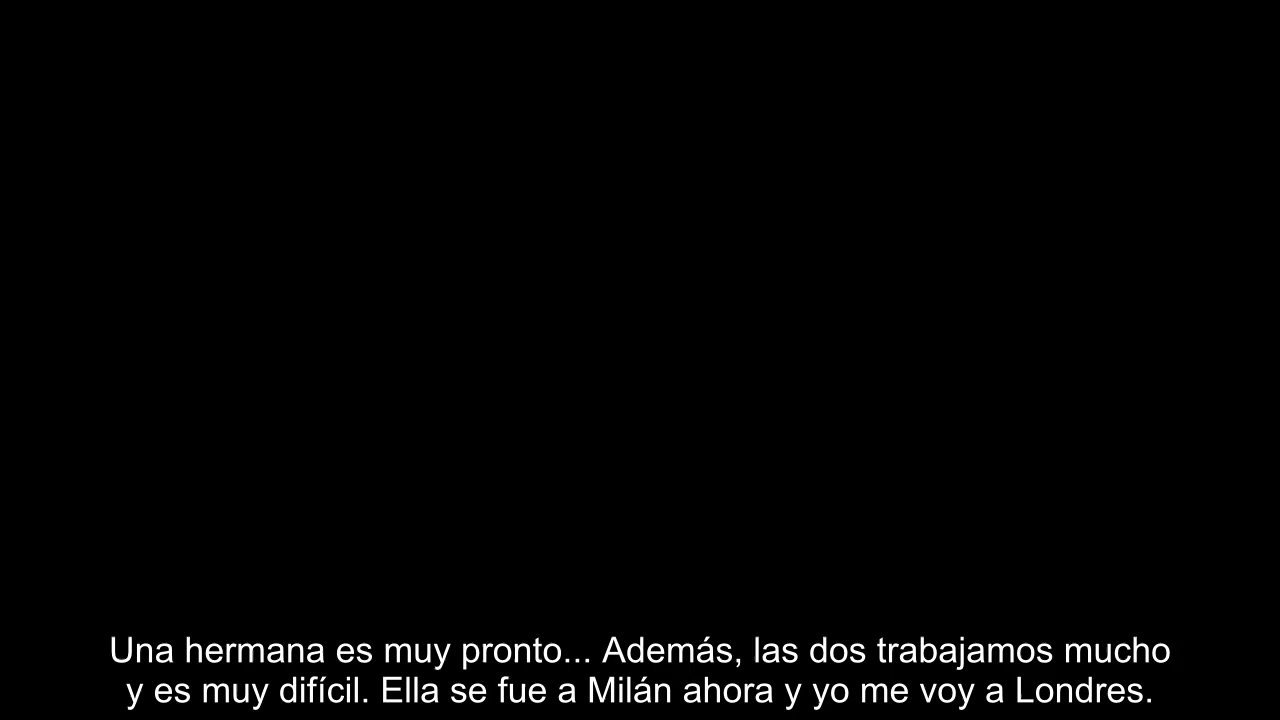 Una hermana es muy pronto... Además, las dos trabajamos mucho
y es muy difícil. Ella se fue a Milán ahora y yo me voy a Londres.